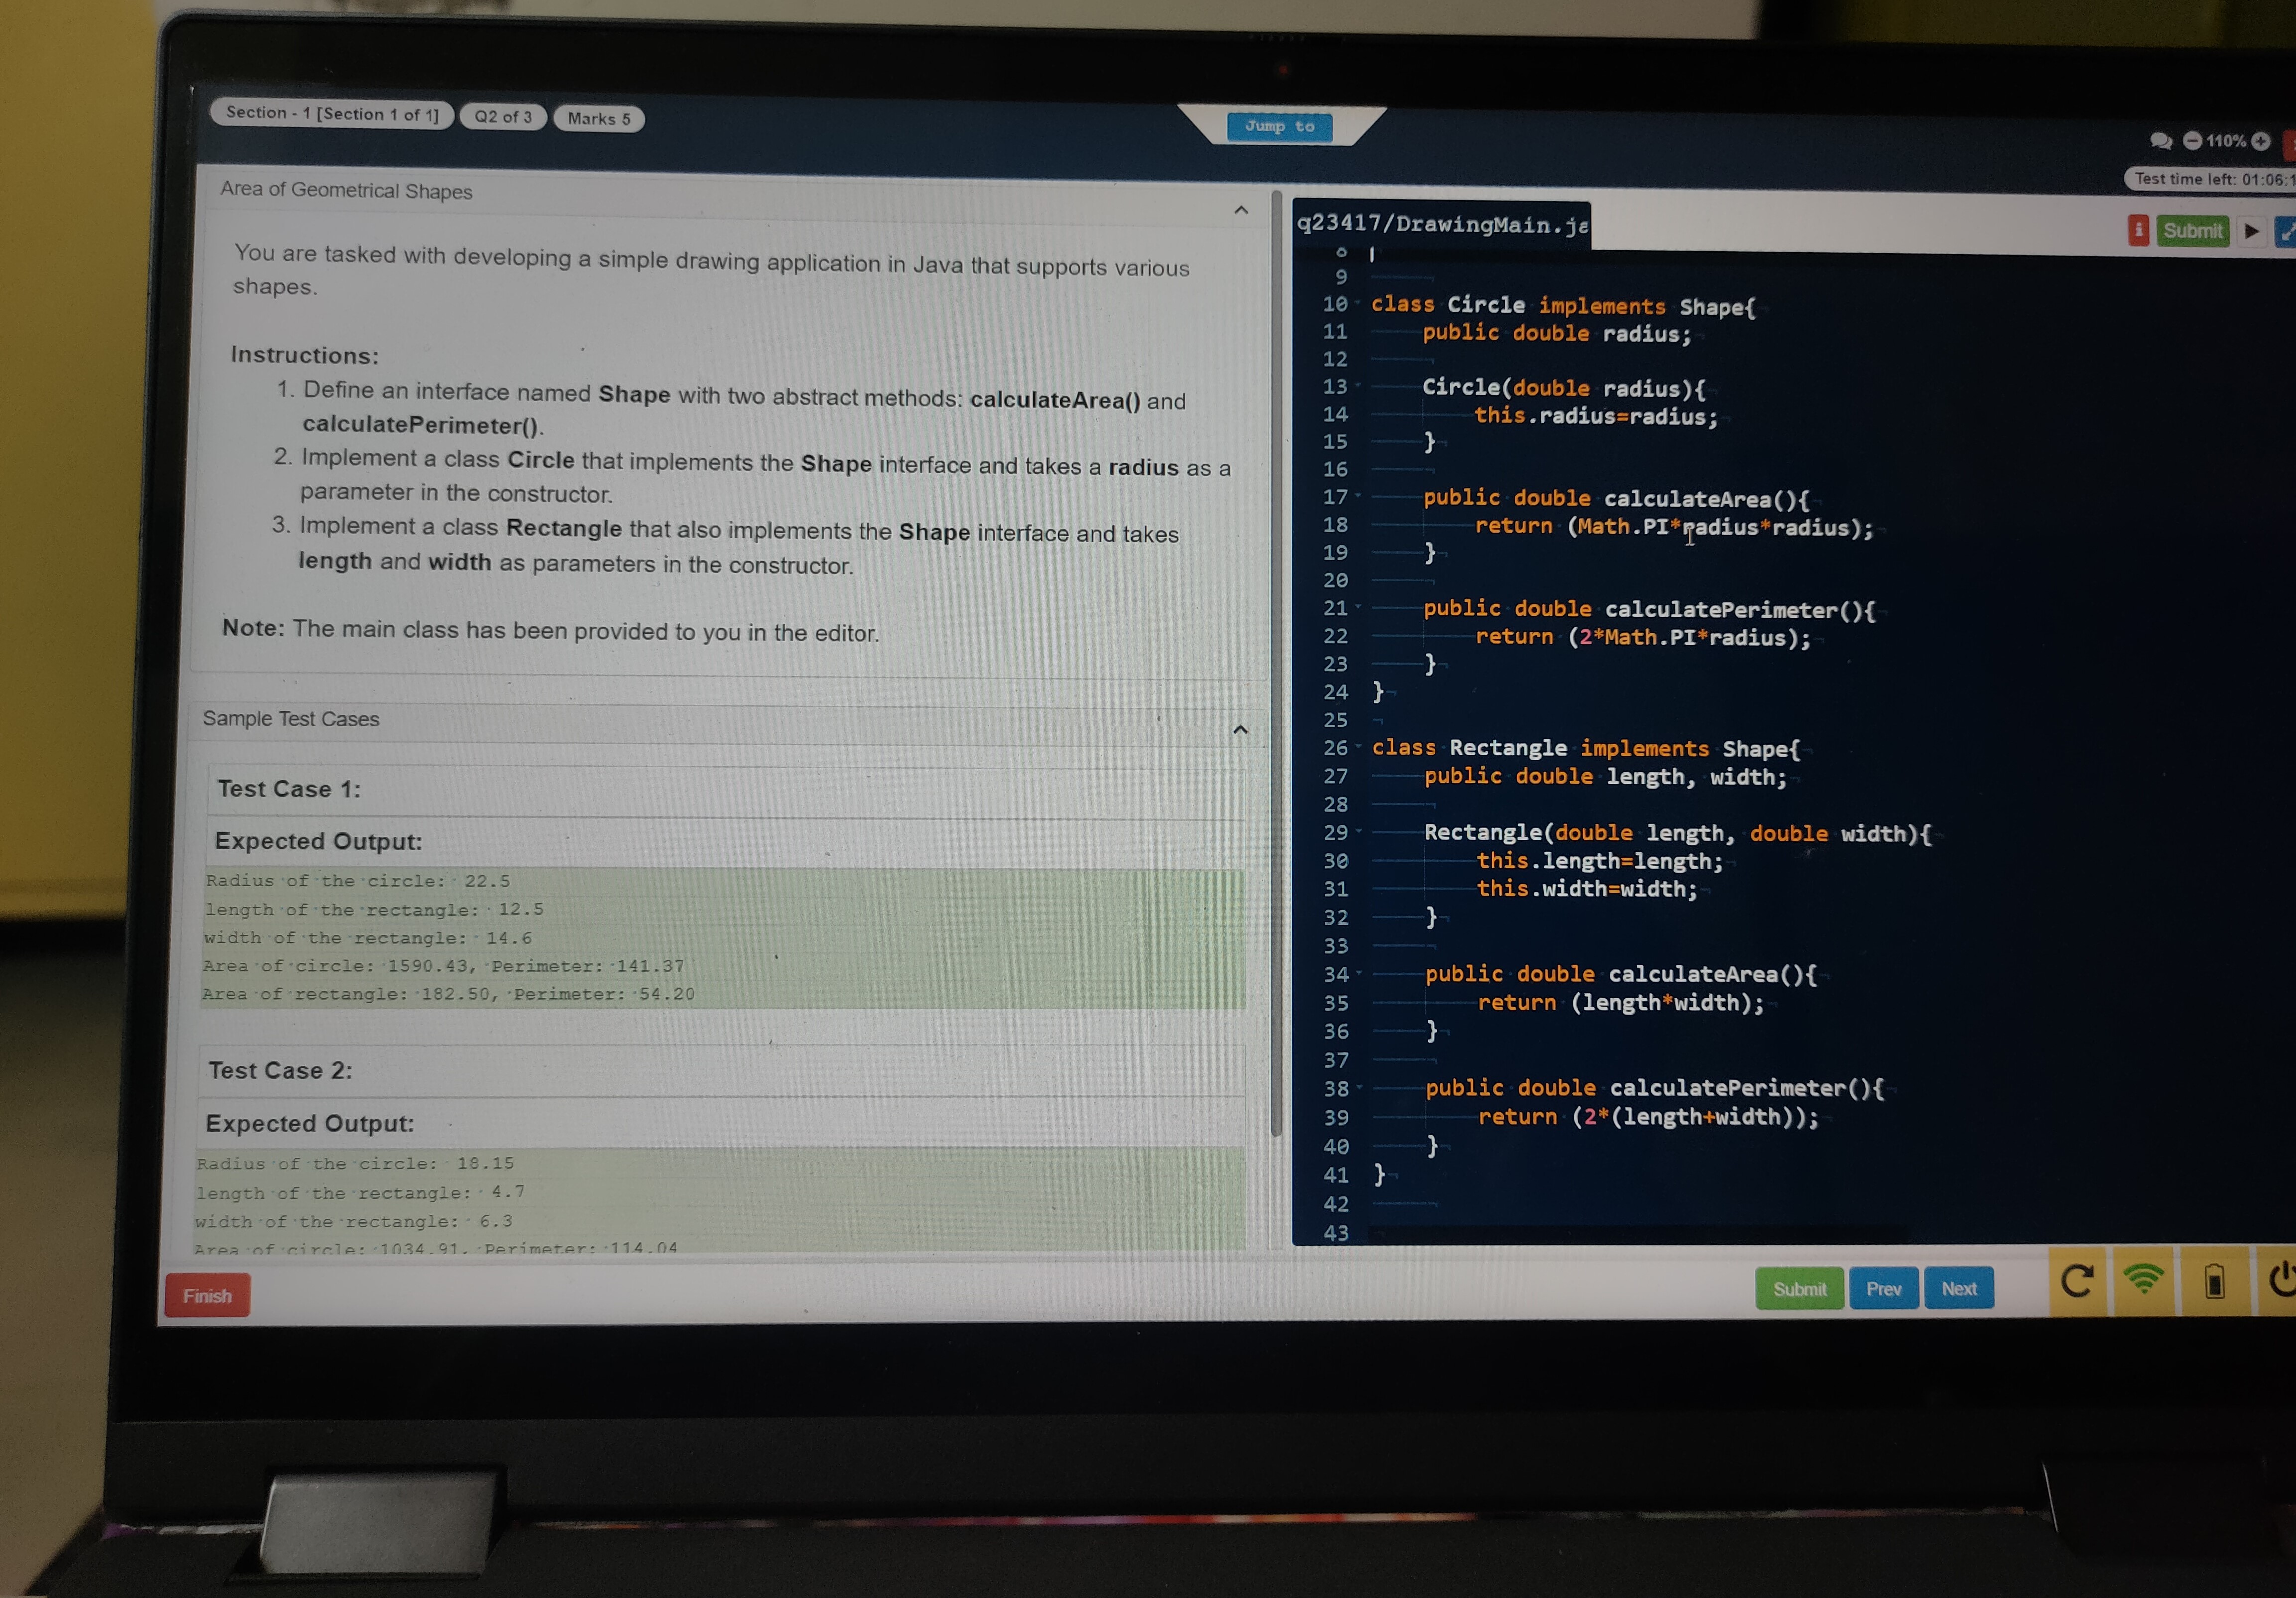 Section - 1 [Section 1 of 1] Q2 of 3 Marks 5
Jump to
110%
Test time left: 01:06:1
Area of Geometrical Shapes
You are tasked with developing a simple drawing application in Java that supports various
shapes.
Instructions:
1. Define an interface named Shape with two abstract methods: calculateArea() and
calculatePerimeter().
2. Implement a class Circle that implements the Shape interface and takes a radius as a
parameter in the constructor.
3. Implement a class Rectangle that also implements the Shape interface and takes
length and width as parameters in the constructor.
Note: The main class has been provided to you in the editor.
Sample Test Cases
Test Case 1:
Expected Output:
Radius of the circle: 22.5
length of the rectangle: 12.5
width of the rectangle: 14.6
Area of circle: 1590.43, Perimeter: 141.37
Area of rectangle: 182.50, Perimeter: 54.20
Test Case 2:
Expected Output:
Radius of the circle: 18.15
length of the rectangle: 4.7
width of the rectangle: 6.3
Area of circle: 1034.91, Perimeter: 114.04
q23417/DrawingMain.ja
Submit
8
9
10 class Circle implements Shape{
11 public double radius;
12
13 Circle(double radius){
14 this.radius=radius;
15 }
16
17 public double calculateArea(){
18 return (Math.PI*radius*radius);
19 }
20
21 public double calculatePerimeter(){
22 return (2*Math.PI*radius);
23 }
24 }
25
26 class Rectangle implements Shape{
27 public double length, width;
28
29 Rectangle(double length, double width){
30 this.length=length;
31 this.width=width;
32 }
33
34 public double calculateArea(){
35 return (length*width);
36 }
37
38 public double calculatePerimeter(){
39 return (2*(length+width));
40 }
41 }
42
43
Finish
Submit Prev Next